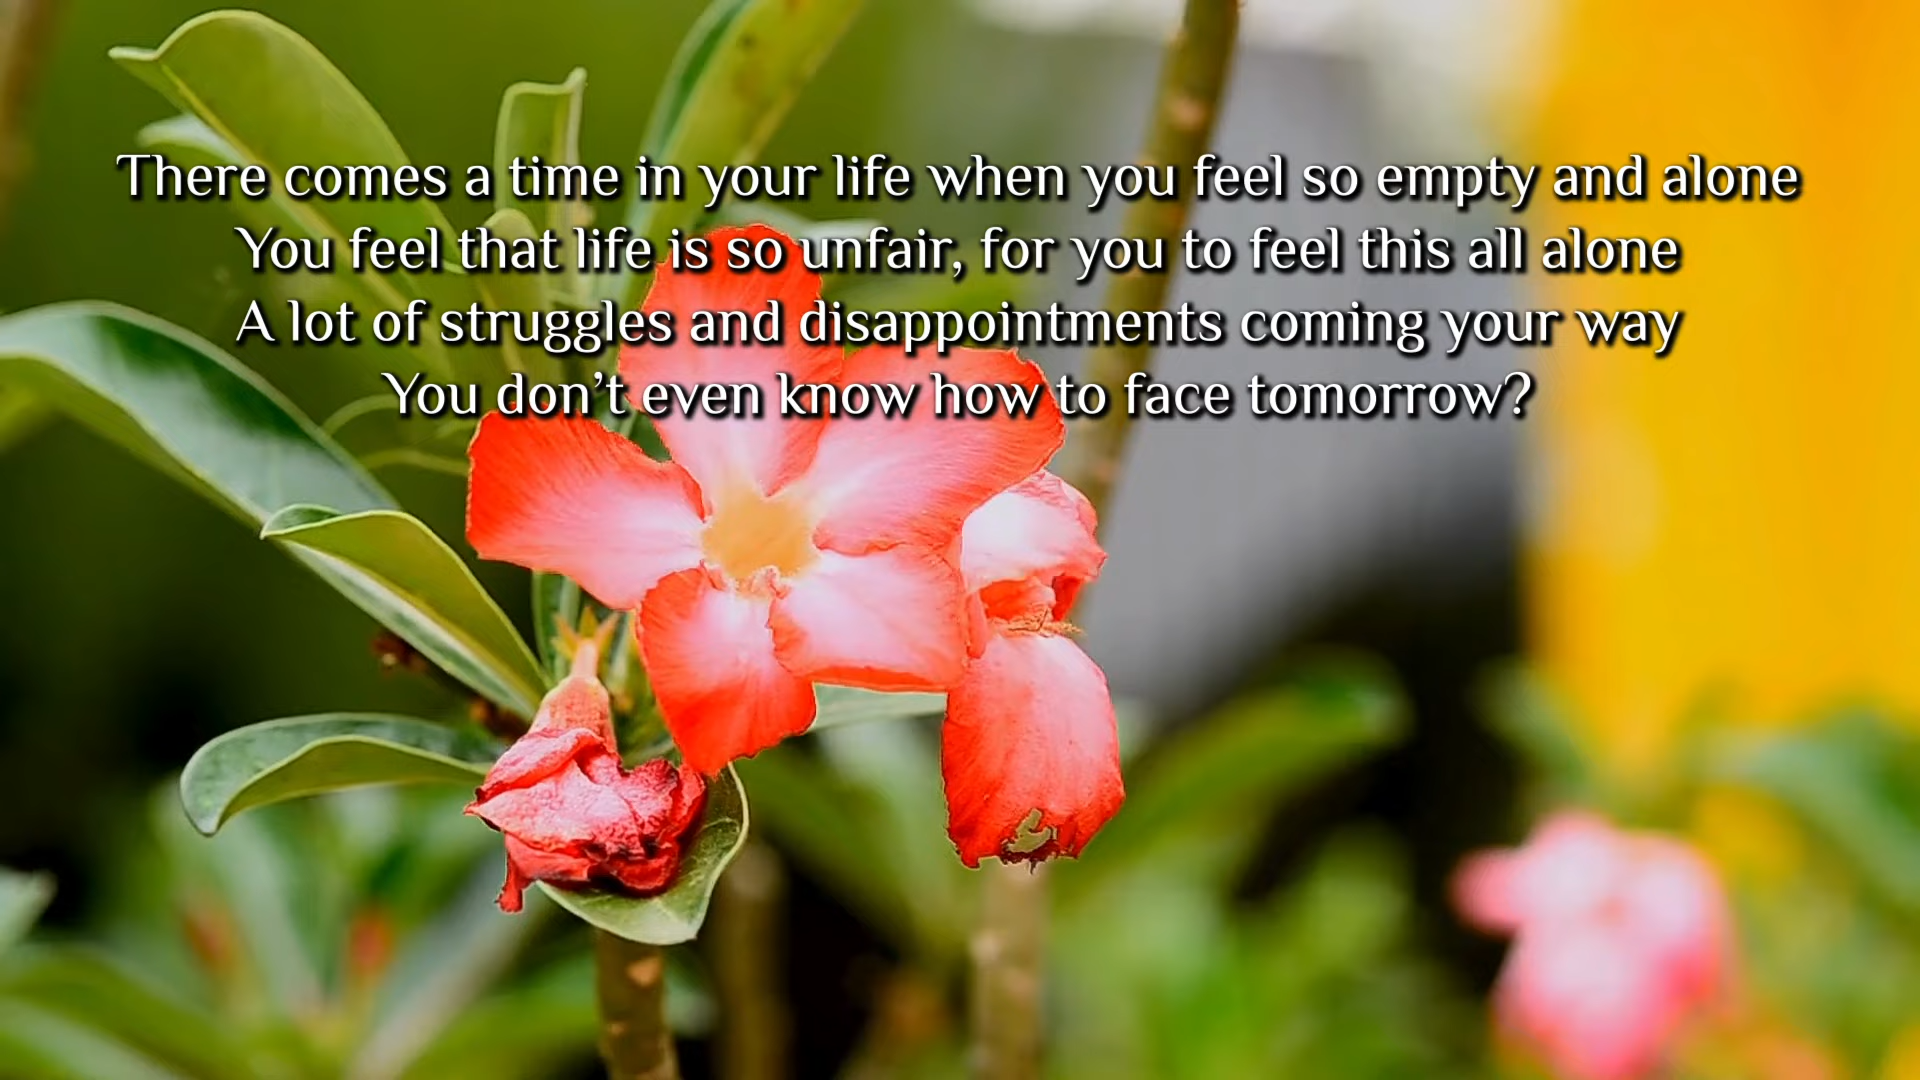 There comes a time in your life when you feel so empty and alone
You feel that life is so unfair, for you to feel this all alone
A lot of struggles and disappointments coming your way
You don’t even know how to face tomorrow?